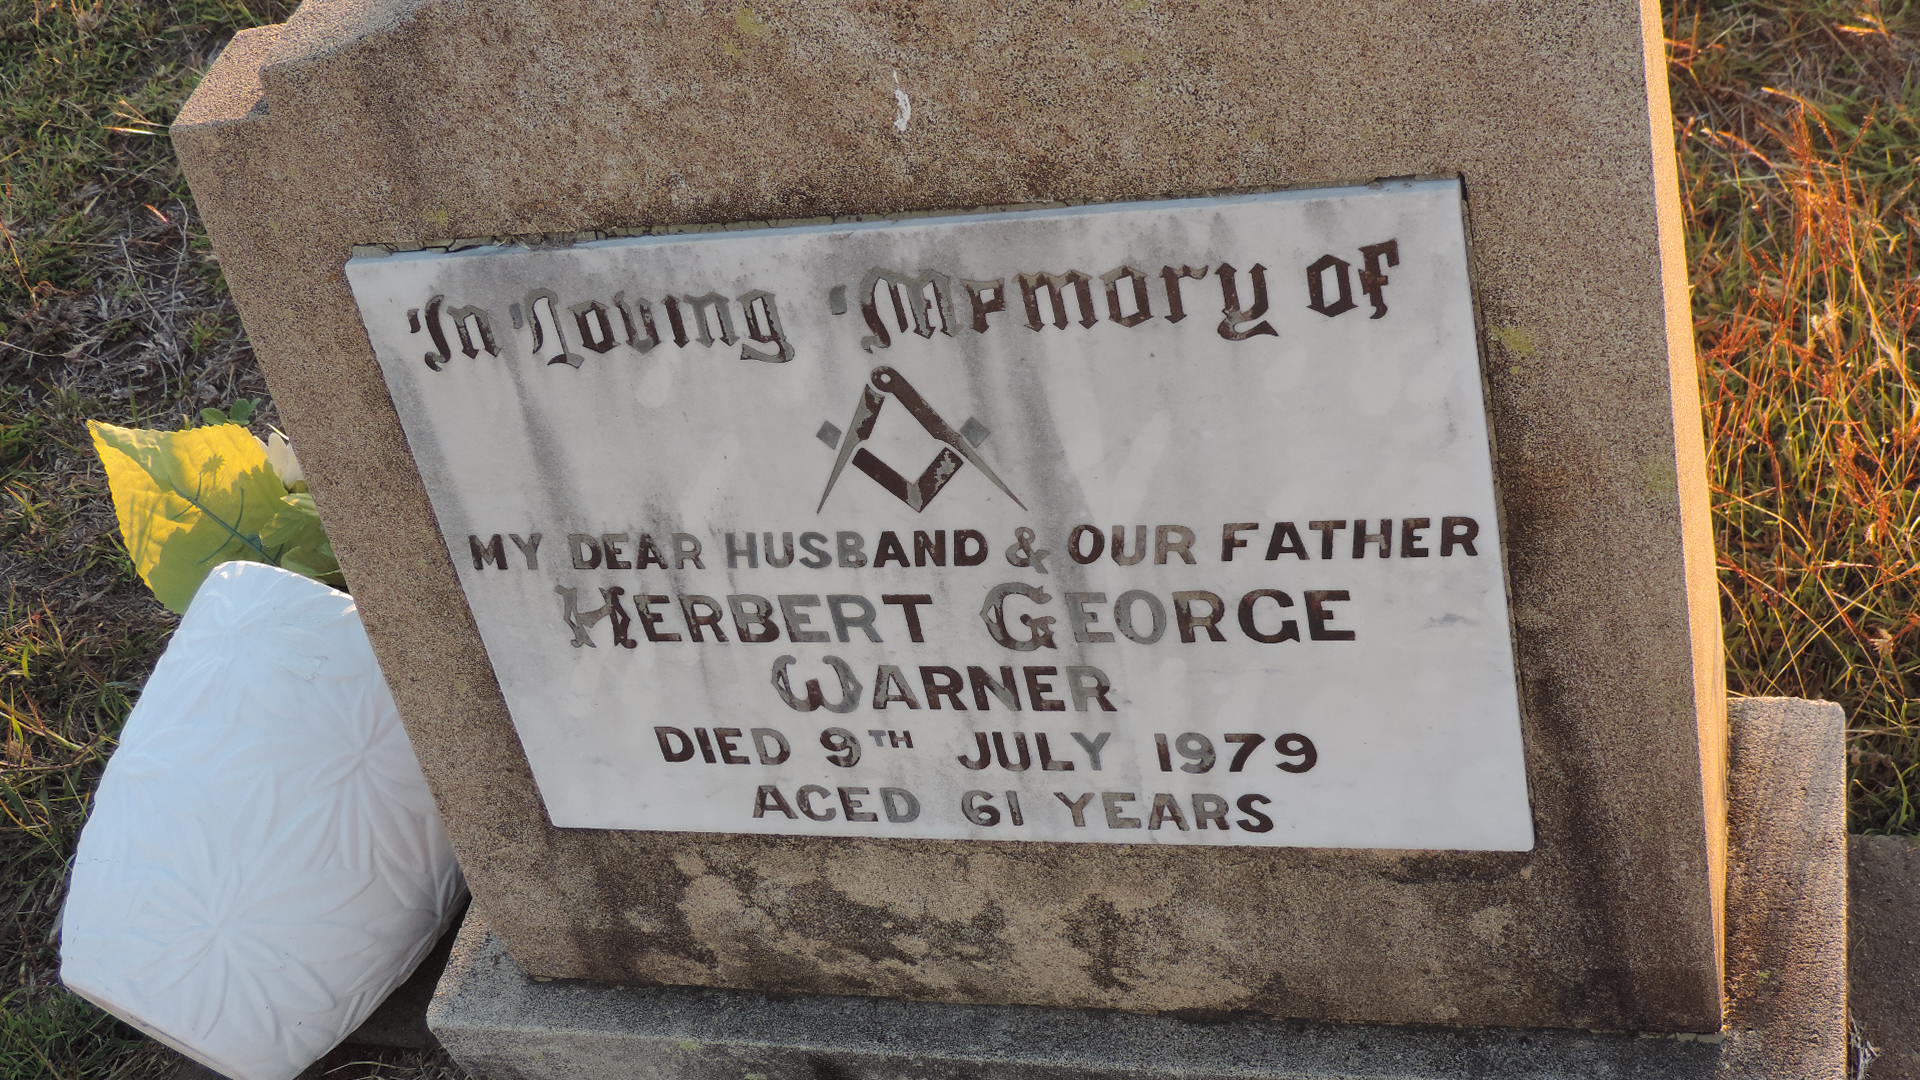 In Loving Memory of
MY DEAR HUSBAND & OUR FATHER
HERBERT GEORGE
WARNER
DIED 9TH JULY 1979
AGED 61 YEARS